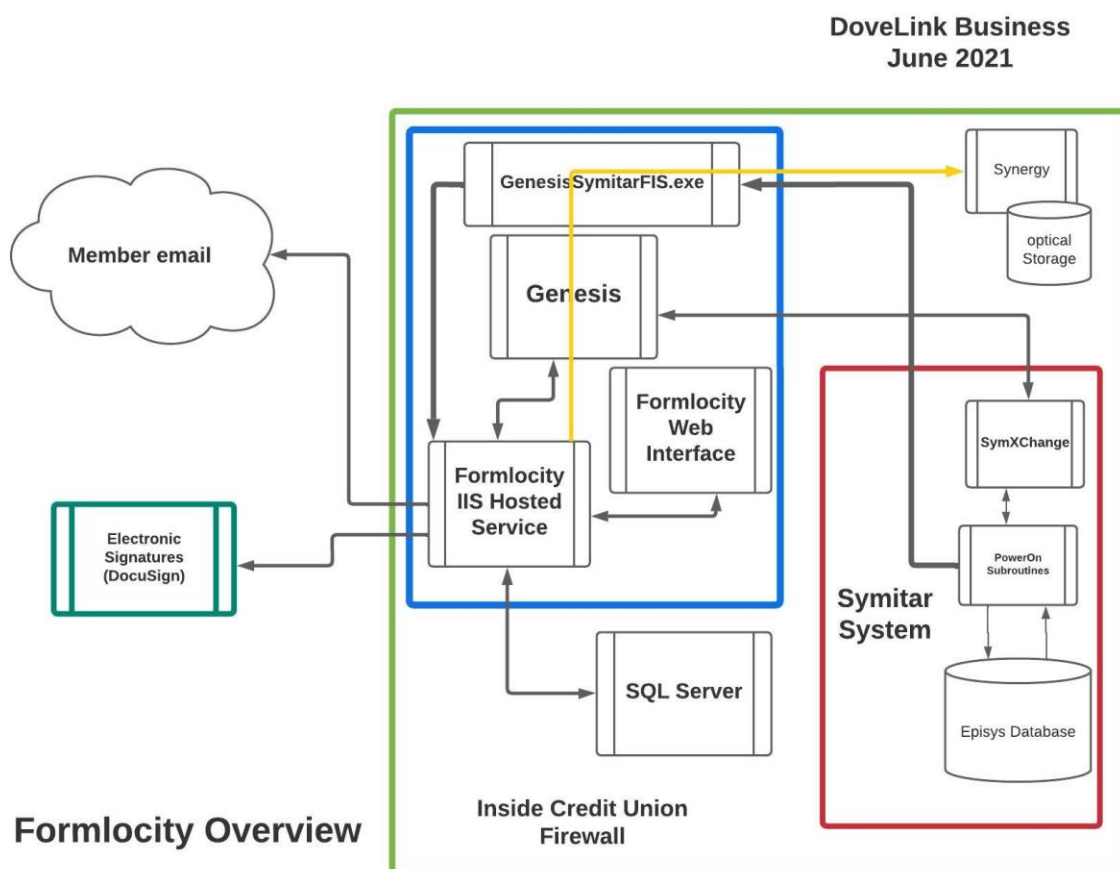 DoveLink Business
June 2021
GenesisSymitarFIS.exe
Synergy
optical
Storage
Member email
Genesis
Formlocity
Web
Interface
SymXChange
Formlocity
IIS Hosted
Service
Electronic
Signatures
(DocuSign)
PowerOn
Subroutines
Symitar
System
SQL Server
Episys Database
Inside Credit Union
Firewall
Formlocity Overview